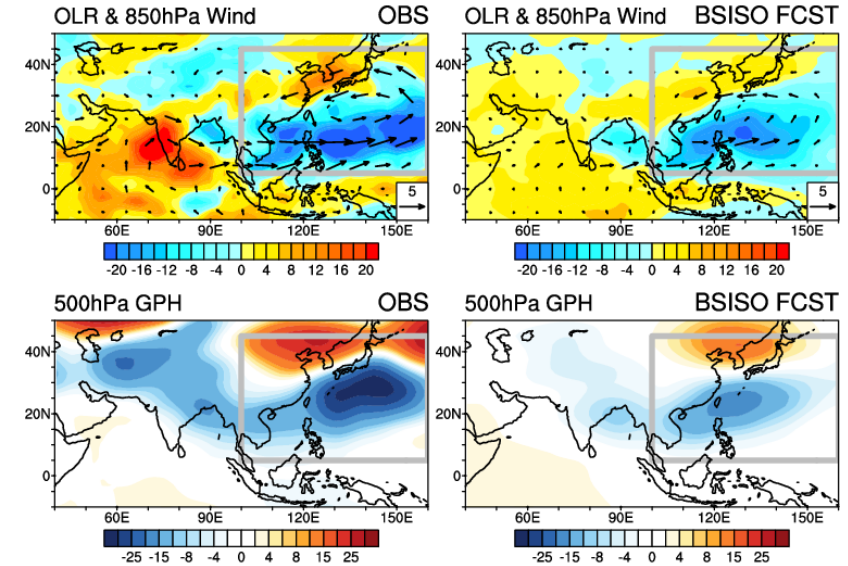 OLR & 850hPa Wind OBS
40N
20N
0
5
60E 90E 120E 150E
-20 -16 -12 -8 -4 0 4 8 12 16 20
OLR & 850hPa Wind BSISO FCST
40N
20N
0
5
60E 90E 120E 150E
-20 -16 -12 -8 -4 0 4 8 12 16 20
500hPa GPH OBS
40N
20N
0
60E 90E 120E 150E
-25 -15 -8 -4 0 4 8 15 25
500hPa GPH BSISO FCST
40N
20N
0
60E 90E 120E 150E
-25 -15 -8 -4 0 4 8 15 25